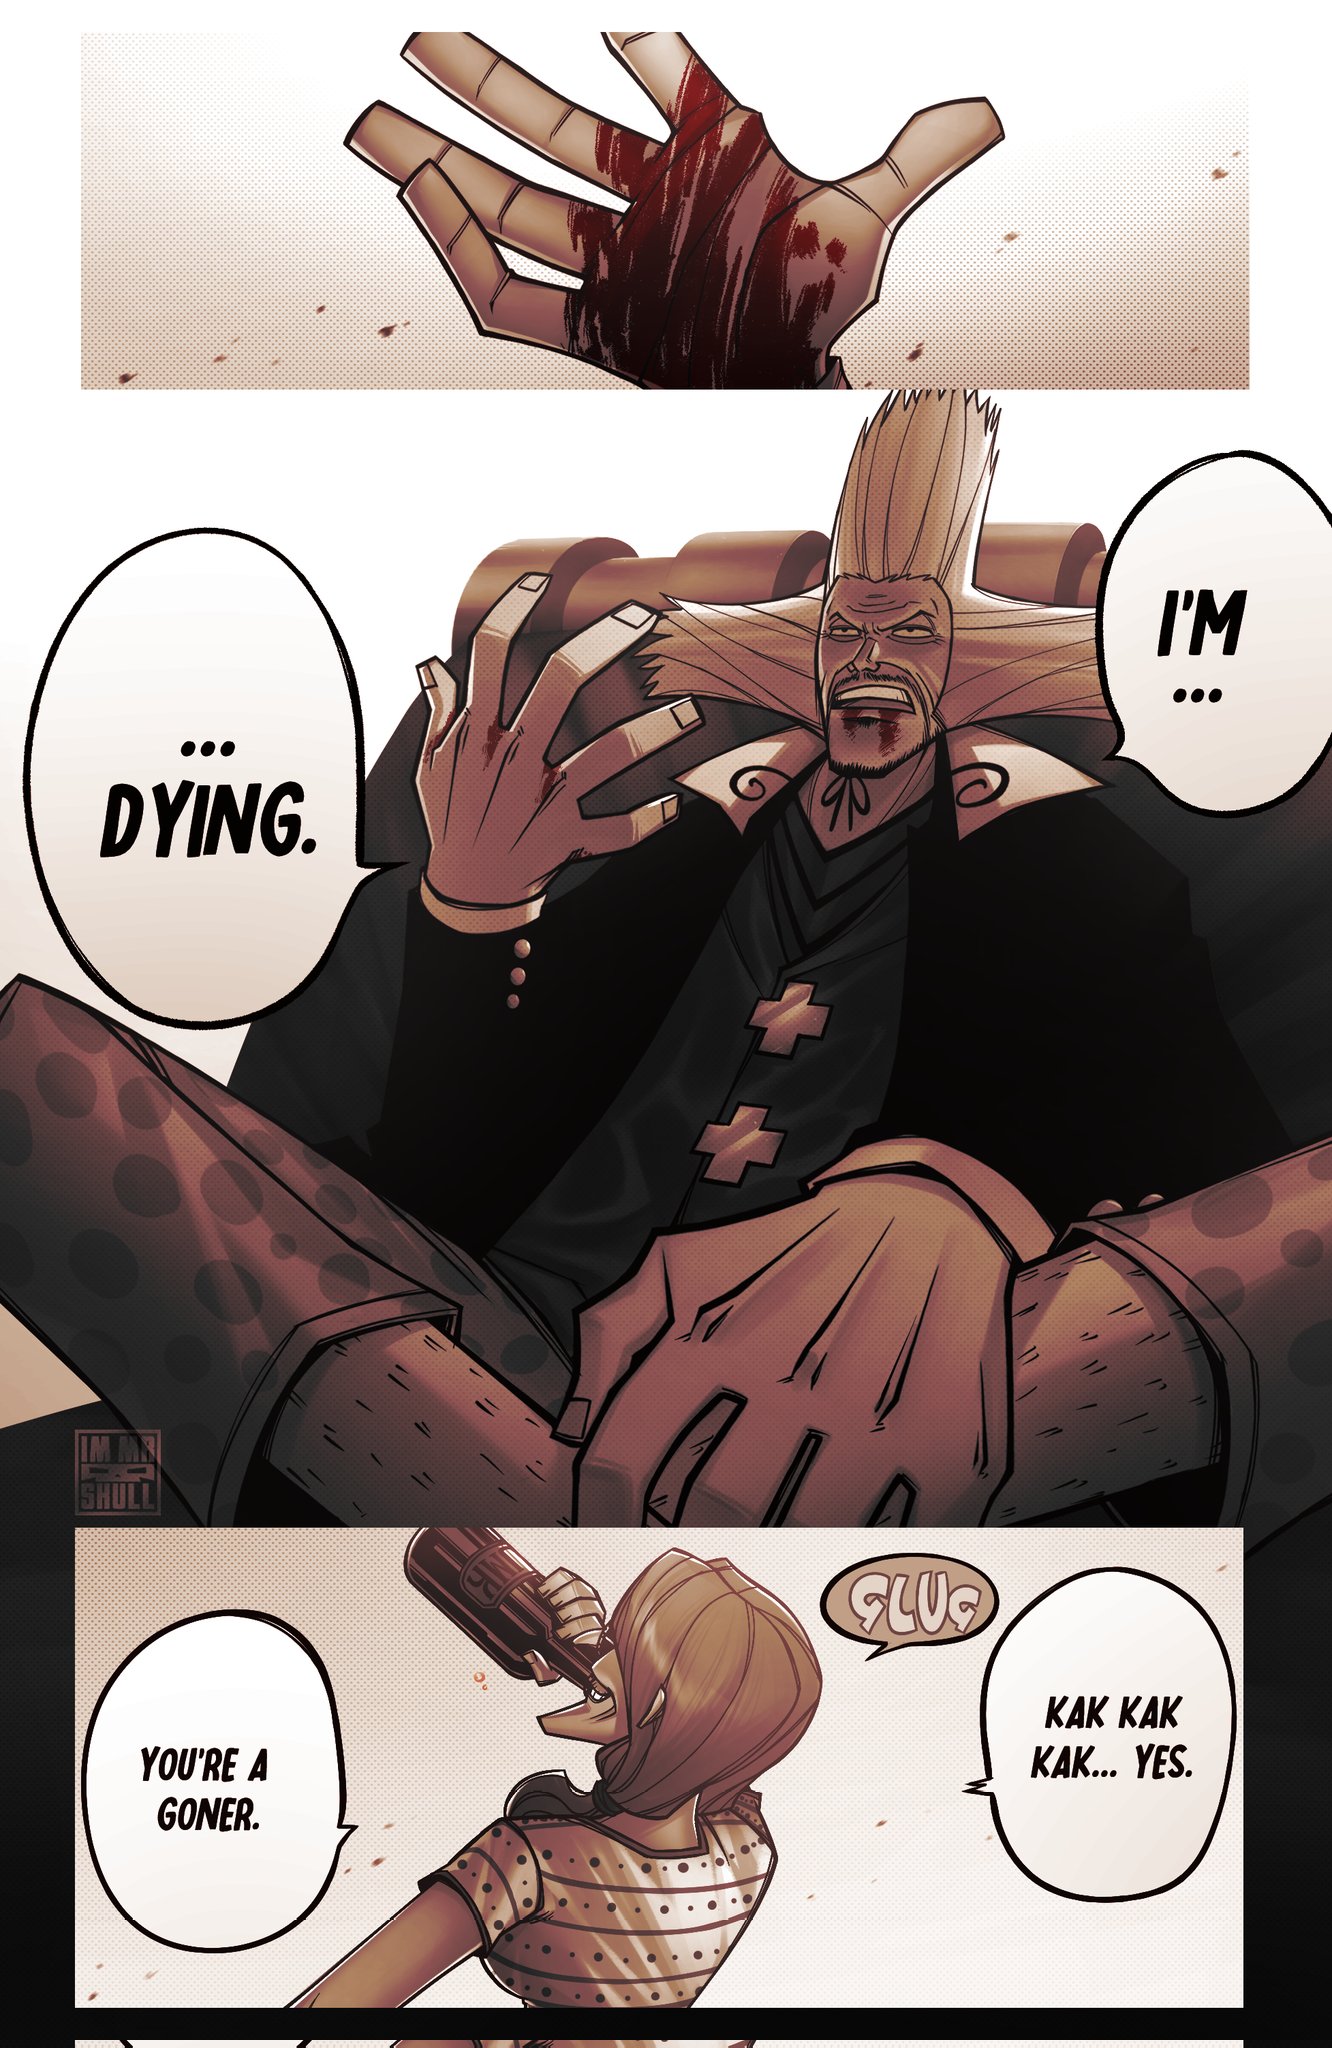 I'M
...
...
DYING.
IM MR
SKULL
GLUG
KAK KAK
KAK... YES.
YOU'RE A
GONER.